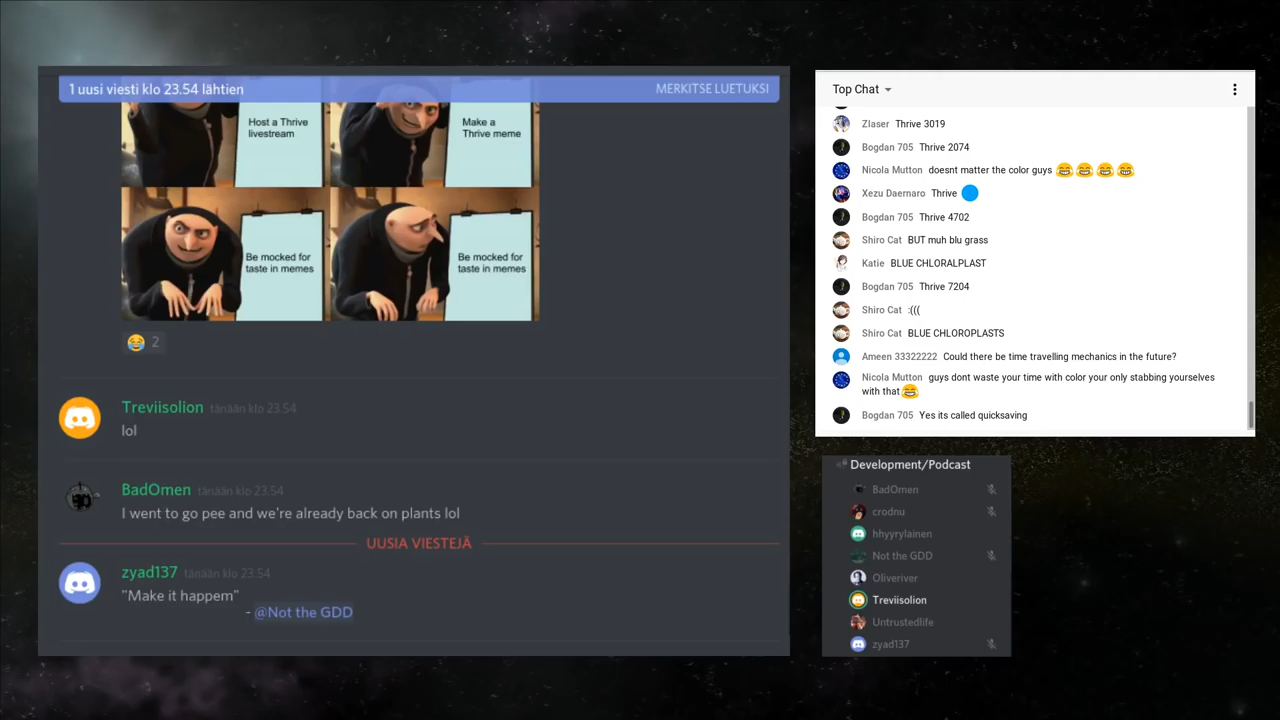 1 uusi viesti klo 23.54 lähtien
MERKITSE LUETUKSI
Host a Thrive
livestream
Make a
Thrive meme
Be mocked for
taste in memes
Be mocked for
taste in memes
😂 2
Treviisolion tänään klo 23.54
lol
BadOmen tänään klo 23.54
I went to go pee and we're already back on plants lol
UUSIA VIESTEJÄ
zyad137 tänään klo 23.54
"Make it happem"
- @Not the GDD
Top Chat
Zlaser Thrive 3019
Bogdan 705 Thrive 2074
Nicola Mutton doesnt matter the color guys 😂😂😂😂
Xezu Daernaro Thrive 🔵
Bogdan 705 Thrive 4702
Shiro Cat BUT muh blu grass
Katie BLUE CHLORALPLAST
Bogdan 705 Thrive 7204
Shiro Cat :(((
Shiro Cat BLUE CHLOROPLASTS
Ameen 33322222 Could there be time travelling mechanics in the future?
Nicola Mutton guys dont waste your time with color your only stabbing yourselves
with that😂
Bogdan 705 Yes its called quicksaving
Development/Podcast
BadOmen
crodnu
hhyyrylainen
Not the GDD
Oliveriver
Treviisolion
Untrustedlife
zyad137